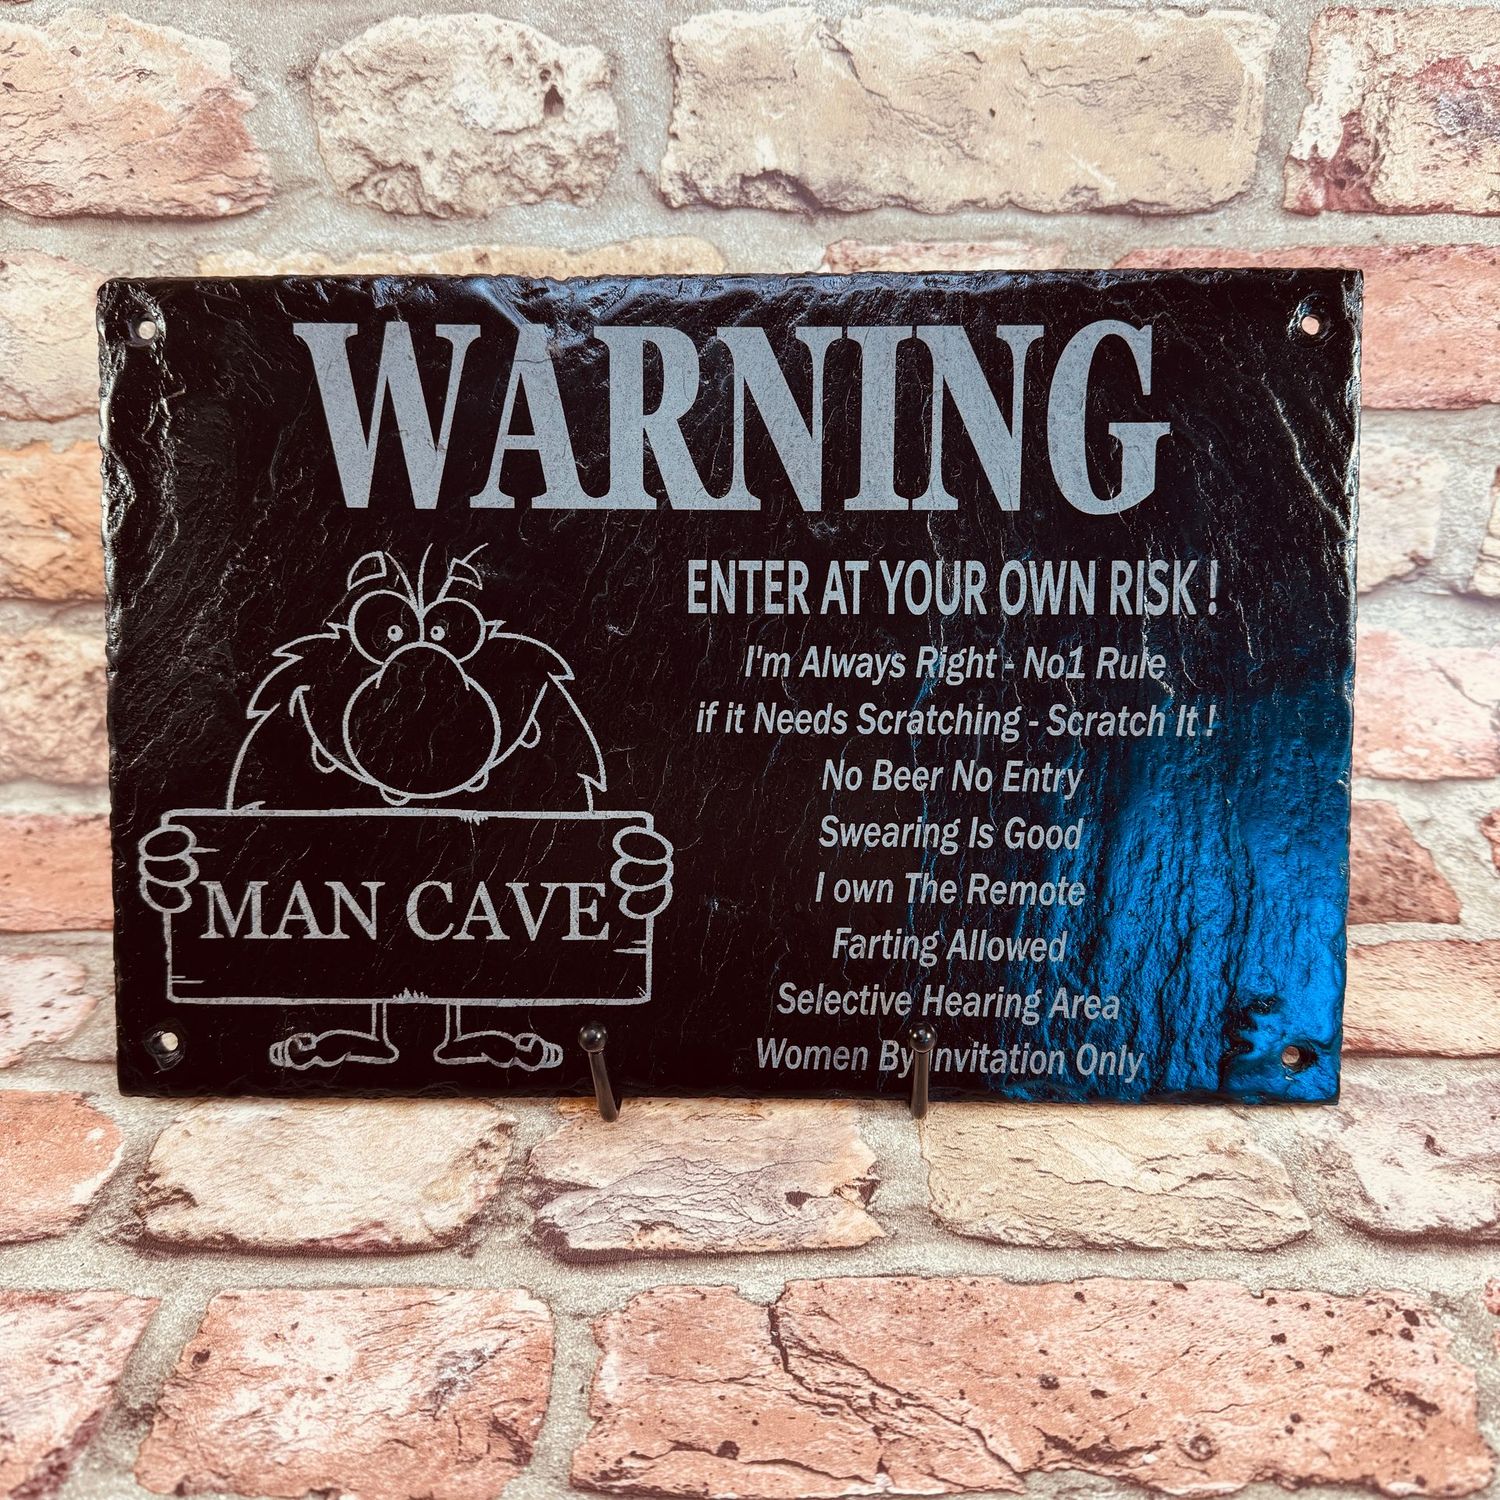 WARNING
ENTER AT YOUR OWN RISK !
I'm Always Right - No1 Rule
if it Needs Scratching - Scratch It !
No Beer No Entry
Swearing Is Good
I own The Remote
Farting Allowed
Selective Hearing Area
Women By Invitation Only
MAN CAVE